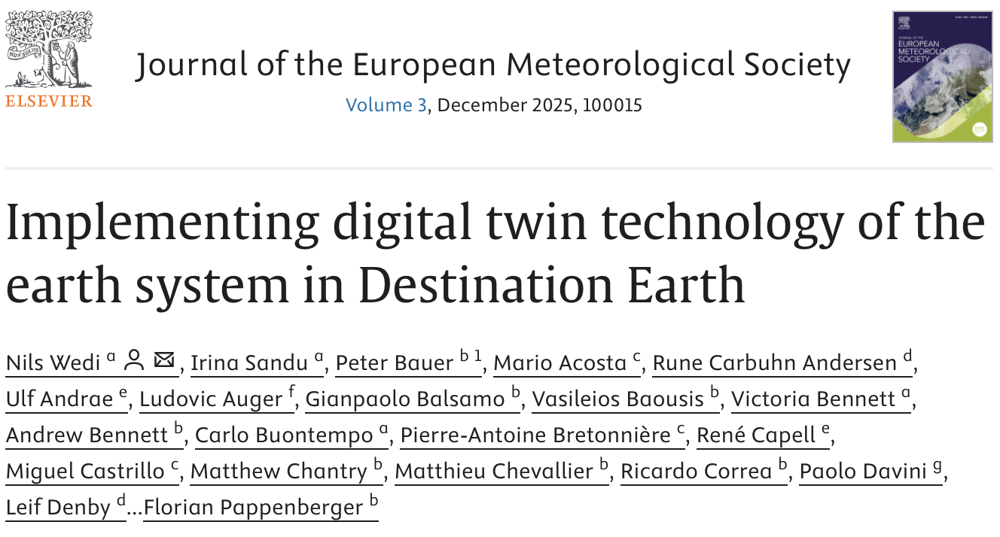 NON SOLUS
ELSEVIER
Journal of the European Meteorological Society
Volume 3, December 2025, 100015
JOURNAL OF THE
EUROPEAN
METEOROLOGICAL
SOCIETY
Implementing digital twin technology of the
earth system in Destination Earth
Nils Wedi a, Irina Sandu a, Peter Bauer b 1, Mario Acosta c, Rune Carbuhn Andersen d,
Ulf Andrae e, Ludovic Auger f, Gianpaolo Balsamo b, Vasileios Baousis b, Victoria Bennett a,
Andrew Bennett b, Carlo Buontempo a, Pierre-Antoine Bretonnière c, René Capell e,
Miguel Castrillo c, Matthew Chantry b, Matthieu Chevallier b, Ricardo Correa b, Paolo Davini g,
Leif Denby d...Florian Pappenberger b